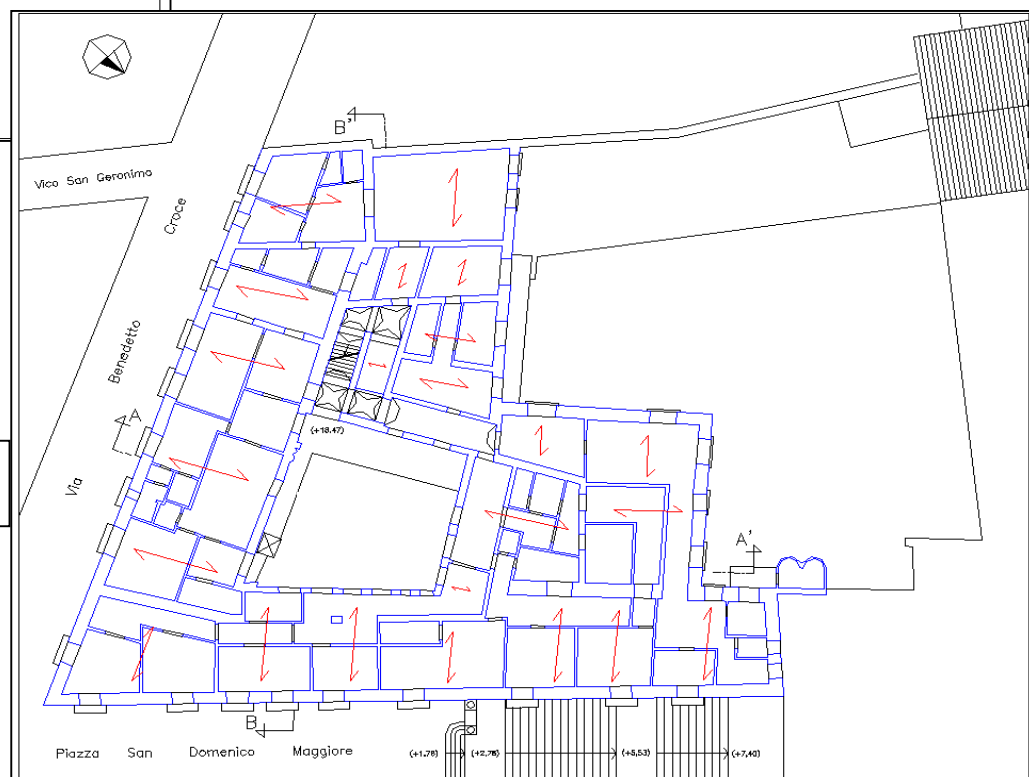 B'
Vico San Geronimo
Croce
Benedetto
A
(+18.47)
Via
A'
B
Piazza San Domenico Maggiore
(+1,78) (+2,78) (+5,53) (+7,40)